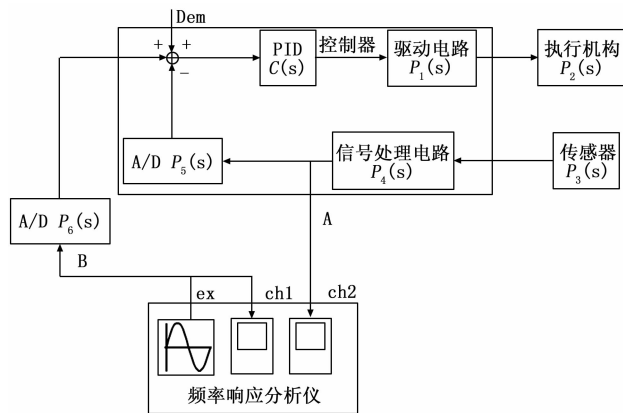 Dem
+ +
−
PID
C(s)
控制器
驱动电路
P₁(s)
执行机构
P₂(s)
A/D P₅(s)
信号处理电路
P₄(s)
传感器
P₃(s)
A/D P₆(s)
A
B
ex
ch1
ch2
频率响应分析仪